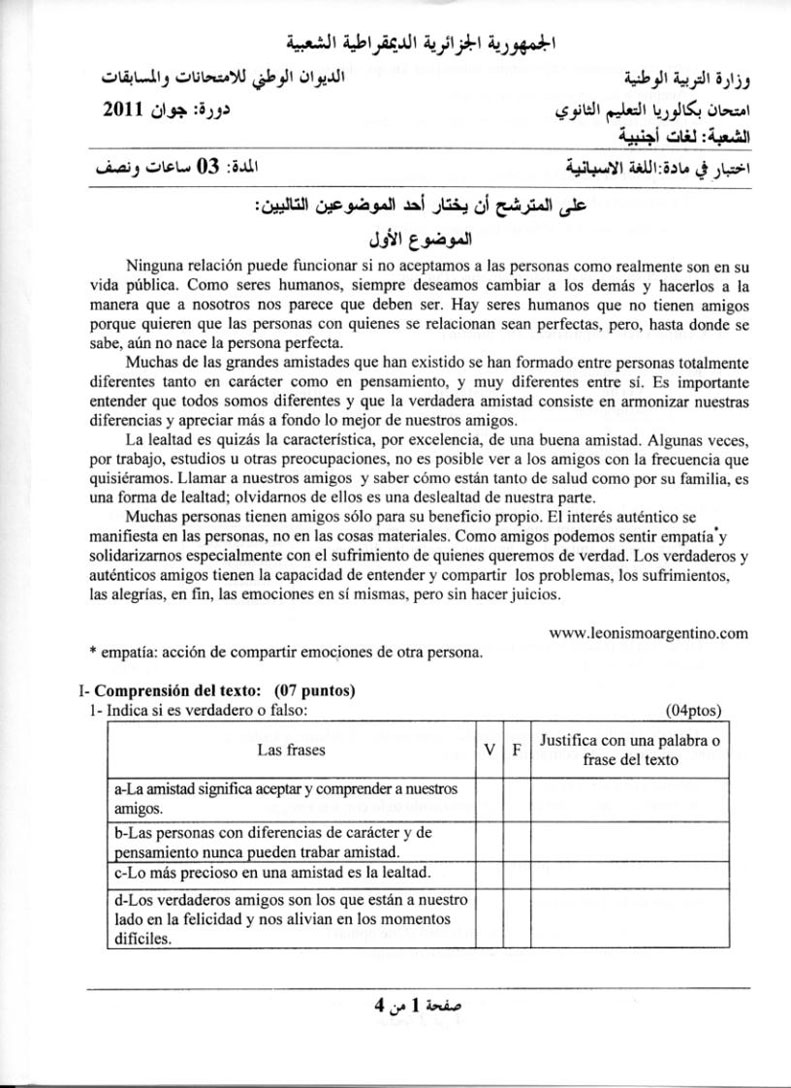 الجمهورية الجزائرية الديمقراطية الشعبية
وزارة التربية الوطنية الديوان الوطني للامتحانات والمسابقات
امتحان بكالوريا التعليم الثانوي دورة: جوان 2011
الشعبة: لغات أجنبية
اختبار في مادة:اللغة الاسبانية المدة: 03 ساعات ونصف
على المترشح أن يختار أحد الموضوعين التاليين:
الموضوع الأول
Ninguna relación puede funcionar si no aceptamos a las personas como realmente son en su
vida pública. Como seres humanos, siempre deseamos cambiar a los demás y hacerlos a la
manera que a nosotros nos parece que deben ser. Hay seres humanos que no tienen amigos
porque quieren que las personas con quienes se relacionan sean perfectas, pero, hasta donde se
sabe, aún no nace la persona perfecta.
Muchas de las grandes amistades que han existido se han formado entre personas totalmente
diferentes tanto en carácter como en pensamiento, y muy diferentes entre sí. Es importante
entender que todos somos diferentes y que la verdadera amistad consiste en armonizar nuestras
diferencias y apreciar más a fondo lo mejor de nuestros amigos.
La lealtad es quizás la característica, por excelencia, de una buena amistad. Algunas veces,
por trabajo, estudios u otras preocupaciones, no es posible ver a los amigos con la frecuencia que
quisiéramos. Llamar a nuestros amigos y saber cómo están tanto de salud como por su familia, es
una forma de lealtad; olvidarnos de ellos es una deslealtad de nuestra parte.
Muchas personas tienen amigos sólo para su beneficio propio. El interés auténtico se
manifiesta en las personas, no en las cosas materiales. Como amigos podemos sentir empatía*y
solidarizarnos especialmente con el sufrimiento de quienes queremos de verdad. Los verdaderos y
auténticos amigos tienen la capacidad de entender y compartir los problemas, los sufrimientos,
las alegrías, en fin, las emociones en sí mismas, pero sin hacer juicios.
www.leonismoargentino.com
* empatía: acción de compartir emociones de otra persona.
I- Comprensión del texto: (07 puntos)
1- Indica si es verdadero o falso: (04ptos)
Las frases V F Justifica con una palabra o
frase del texto
a-La amistad significa aceptar y comprender a nuestros
amigos.
b-Las personas con diferencias de carácter y de
pensamiento nunca pueden trabar amistad.
c-Lo más precioso en una amistad es la lealtad.
d-Los verdaderos amigos son los que están a nuestro
lado en la felicidad y nos alivian en los momentos
difíciles.
صفحة 1 من 4